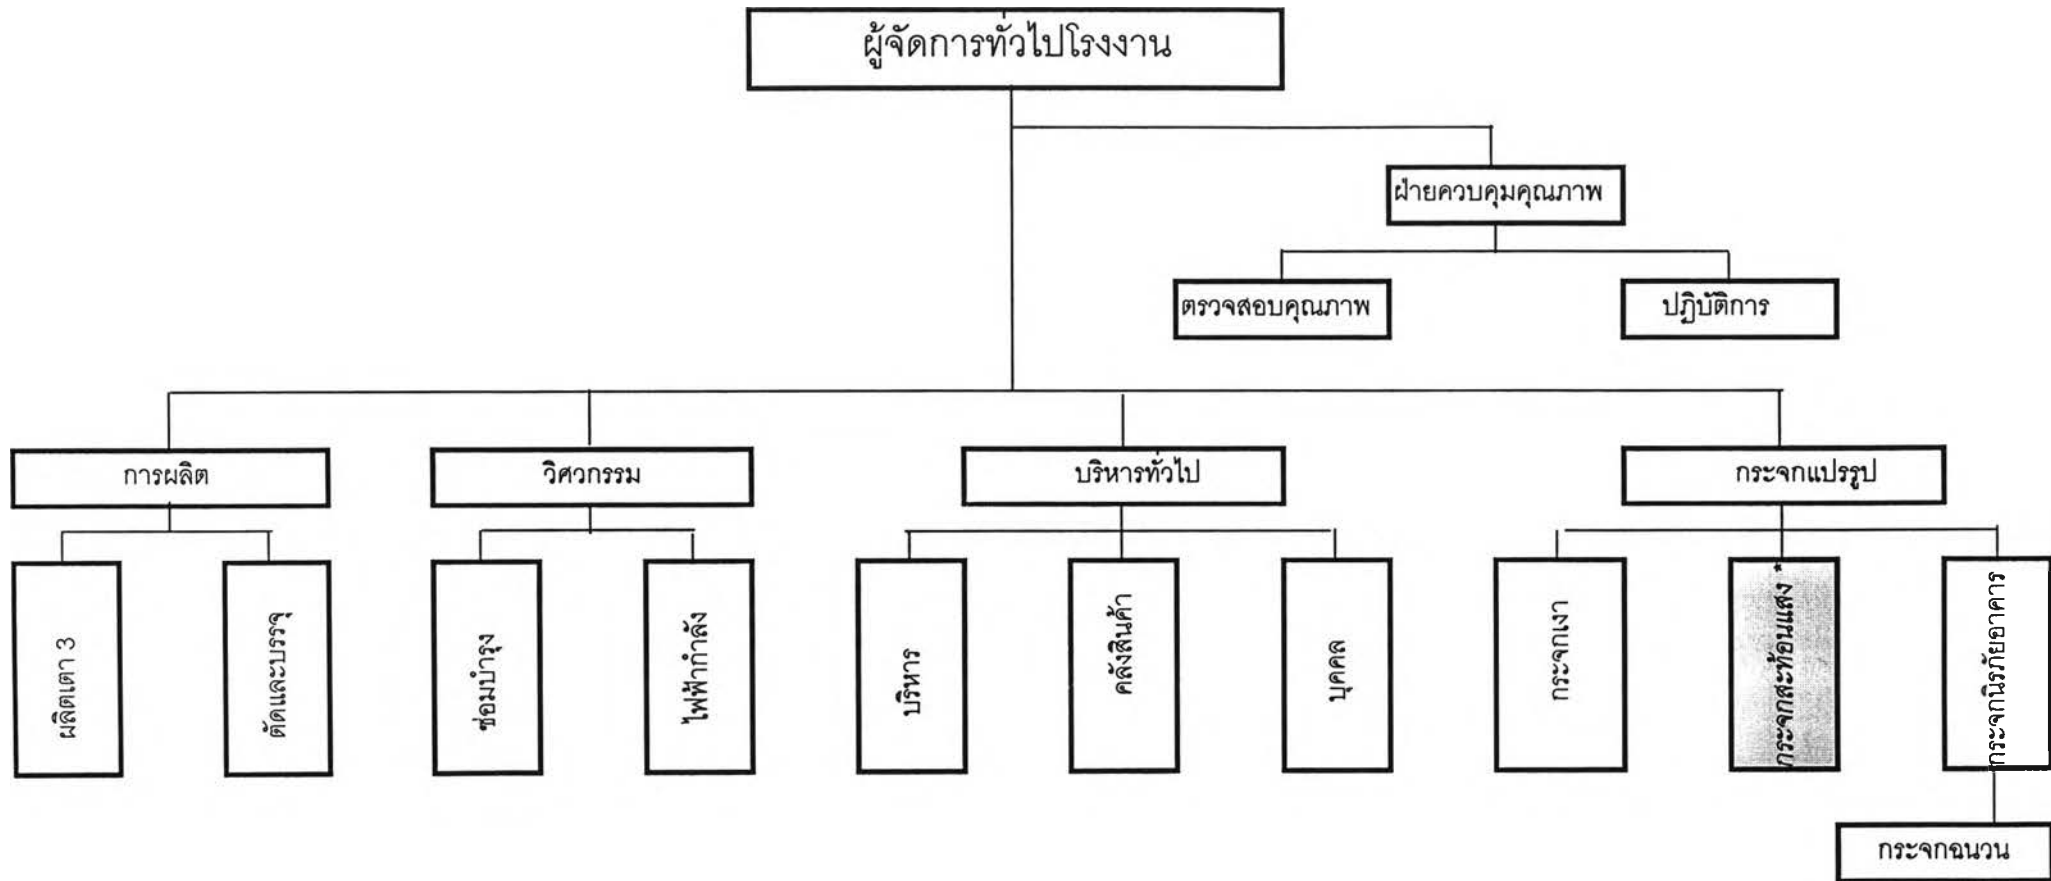 ผู้จัดการทั่วไปโรงงาน
ฝ่ายควบคุมคุณภาพ
ตรวจสอบคุณภาพ
ปฏิบัติการ
การผลิต
วิศวกรรม
บริหารทั่วไป
กระจกแปรรูป
ผลิตเตา 3
ตัดและบรรจุ
ซ่อมบำรุง
ไฟฟ้ากำลัง
บริหาร
คลังสินค้า
บุคคล
กระจกเงา
กระจกสะท้อนแสง *
กระจกนิรภัยอาคาร
กระจกฉนวน